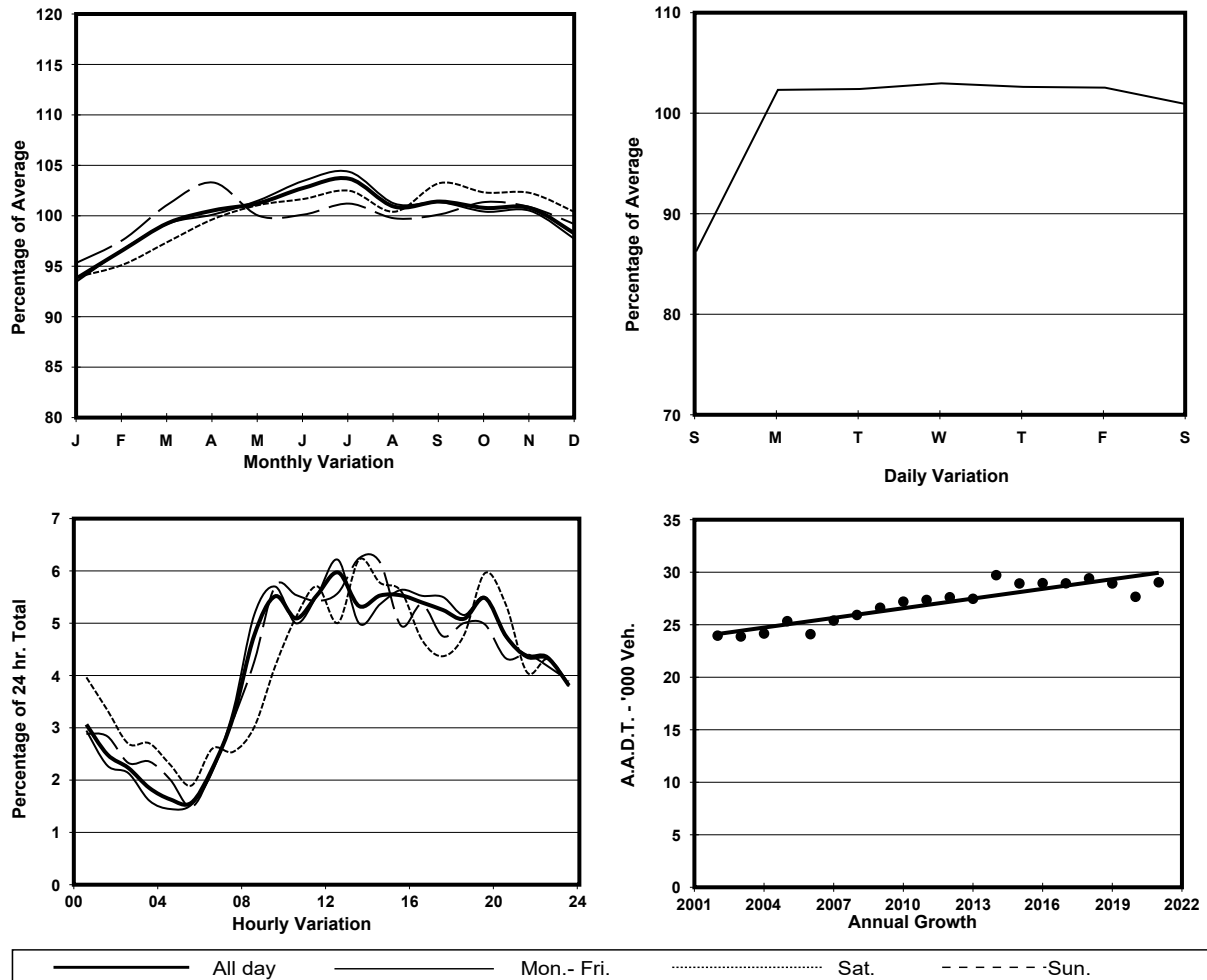 120
115
110
105
100
95
90
85
80
Percentage of Average
J F M A M J J A S O N D
Monthly Variation
110
100
90
80
70
Percentage of Average
S M T W T F S
Daily Variation
7
6
5
4
3
2
1
0
Percentage of 24 hr. Total
00 04 08 12 16 20 24
Hourly Variation
35
30
25
20
15
10
5
0
A.A.D.T. - '000 Veh.
2001 2004 2007 2010 2013 2016 2019 2022
Annual Growth
All day Mon.- Fri. Sat. Sun.